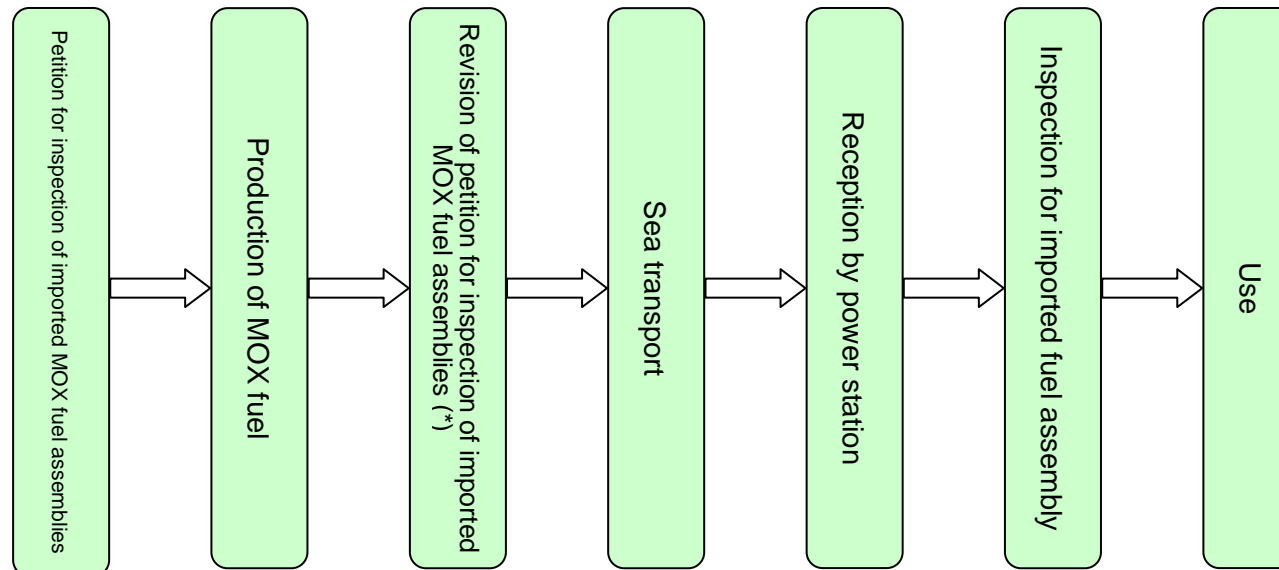 Petition for inspection of imported MOX fuel assemblies
Production of MOX fuel
Revision of petition for inspection of imported
MOX fuel assemblies (*)
Sea transport
Reception by power station
Inspection for imported fuel assembly
Use